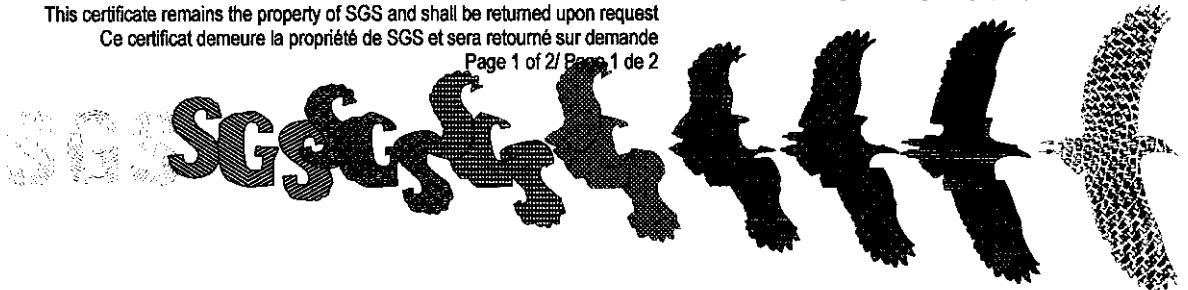 This certificate remains the property of SGS and shall be returned upon request
Ce certificat demeure la propriété de SGS et sera retourné sur demande
Page 1 of 2/ Page 1 de 2
SGS SGS SGS